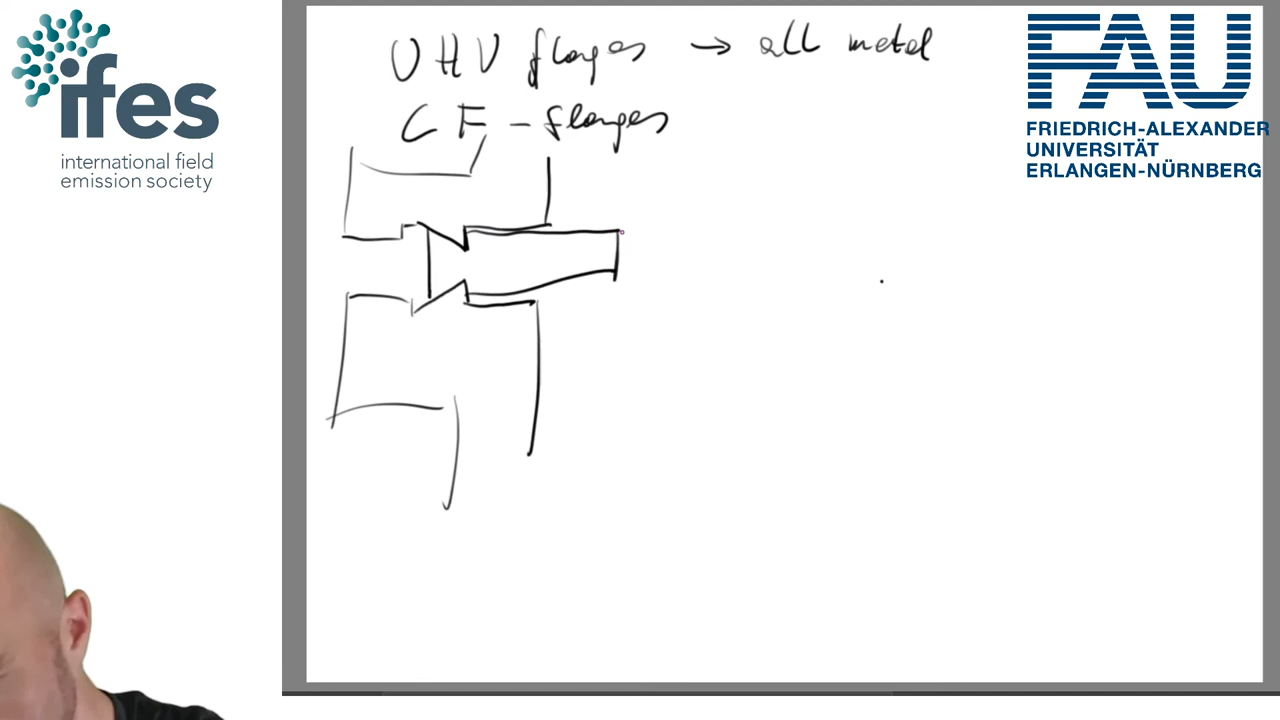 ifes
international field
emission society
UHV flanges → all metal
CF - flanges
FAU
FRIEDRICH-ALEXANDER
UNIVERSITÄT
ERLANGEN-NÜRNBERG